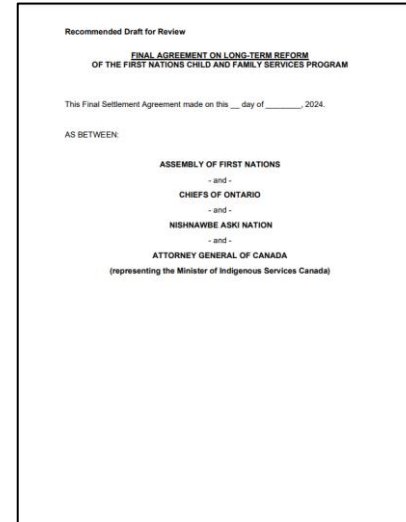 Recommended Draft for Review
FINAL AGREEMENT ON LONG-TERM REFORM
OF THE FIRST NATIONS CHILD AND FAMILY SERVICES PROGRAM
This Final Settlement Agreement made on this __ day of _______, 2024.
AS BETWEEN:
ASSEMBLY OF FIRST NATIONS
- and -
CHIEFS OF ONTARIO
- and -
NISHNAWBE ASKI NATION
- and -
ATTORNEY GENERAL OF CANADA
(representing the Minister of Indigenous Services Canada)